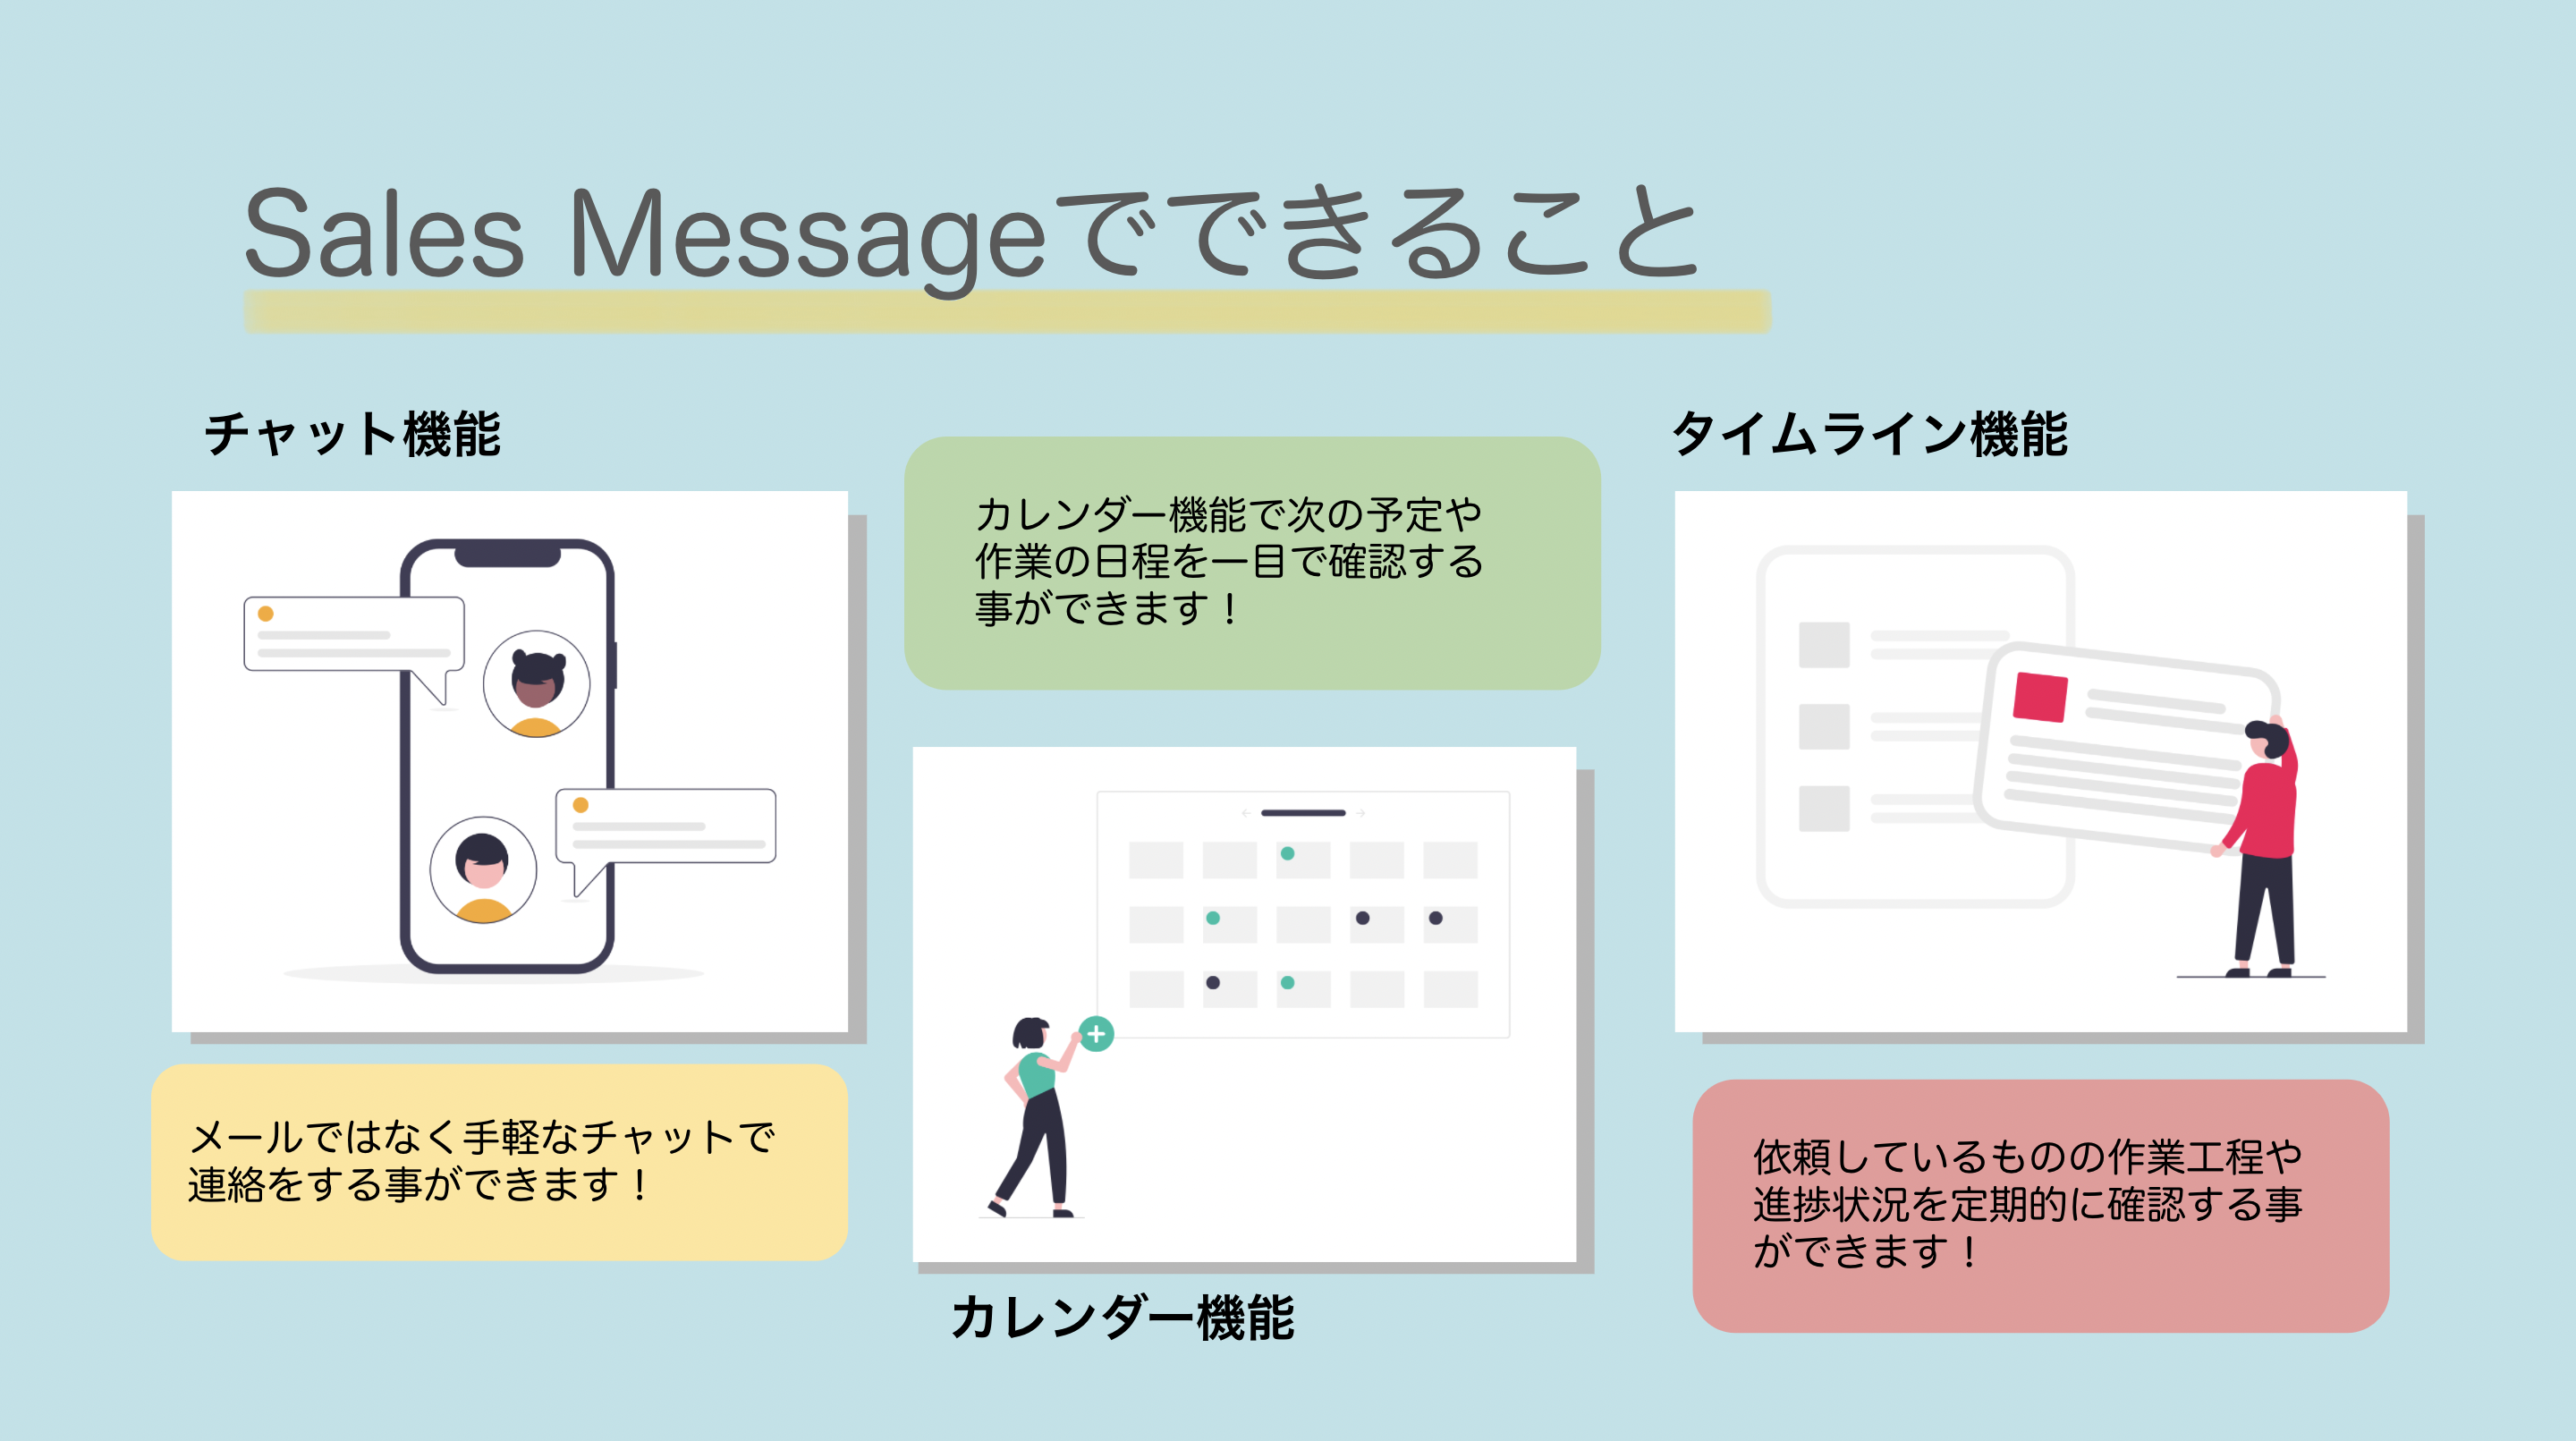 Sales Messageでできること
チャット機能
メールではなく手軽なチャットで
連絡をする事ができます！
カレンダー機能で次の予定や
作業の日程を一目で確認する
事ができます！
カレンダー機能
タイムライン機能
依頼しているものの作業工程や
進捗状況を定期的に確認する事
ができます！